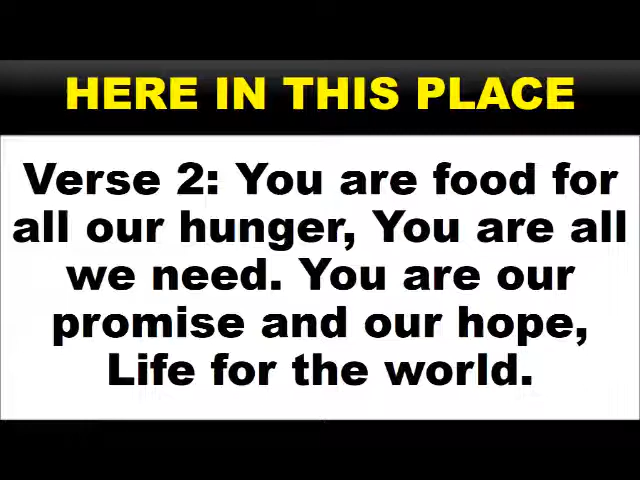 HERE IN THIS PLACE
Verse 2: You are food for
all our hunger, You are all
we need. You are our
promise and our hope,
Life for the world.